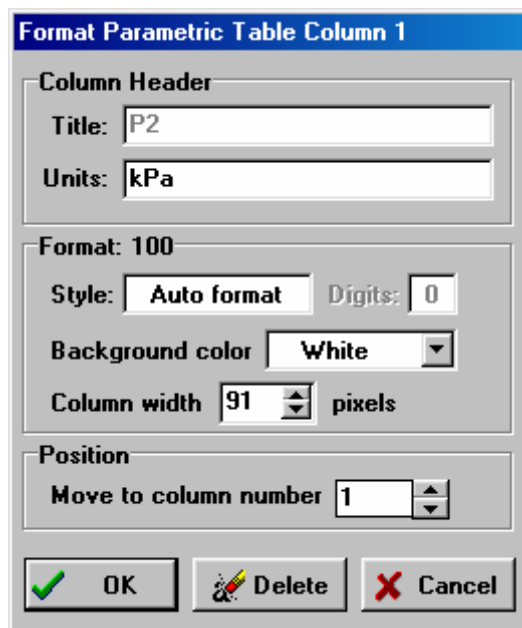 Format Parametric Table Column 1
Column Header
Title: P2
Units: kPa
Format: 100
Style: Auto format Digits: 0
Background color White
Column width 91 pixels
Position
Move to column number 1
OK Delete Cancel